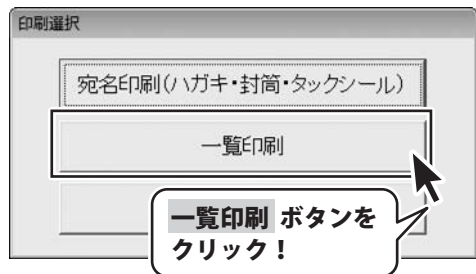 印刷選択
宛名印刷(ハガキ・封筒・タックシール)
一覧印刷
一覧印刷 ボタンを
クリック！